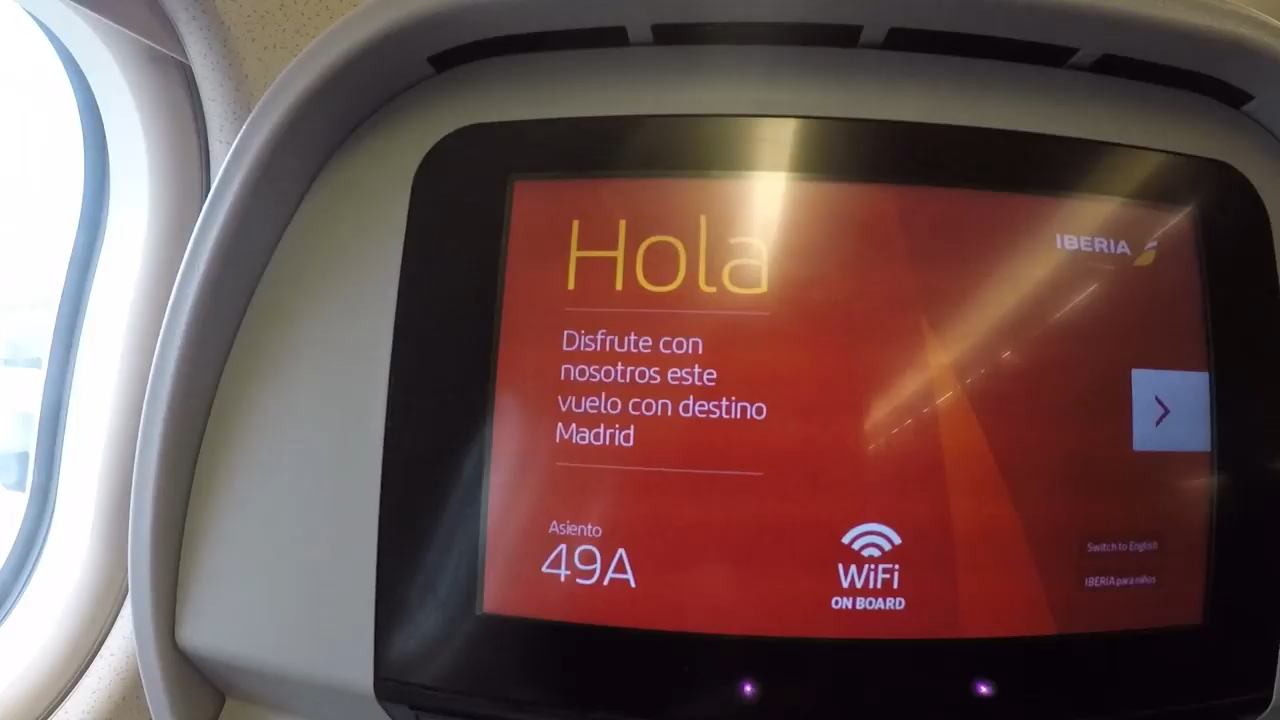 Hola
IBERIA
Disfrute con
nosotros este
vuelo con destino
Madrid
Asiento
49A
WiFi
ON BOARD
Switch to English
IBERIA para niños